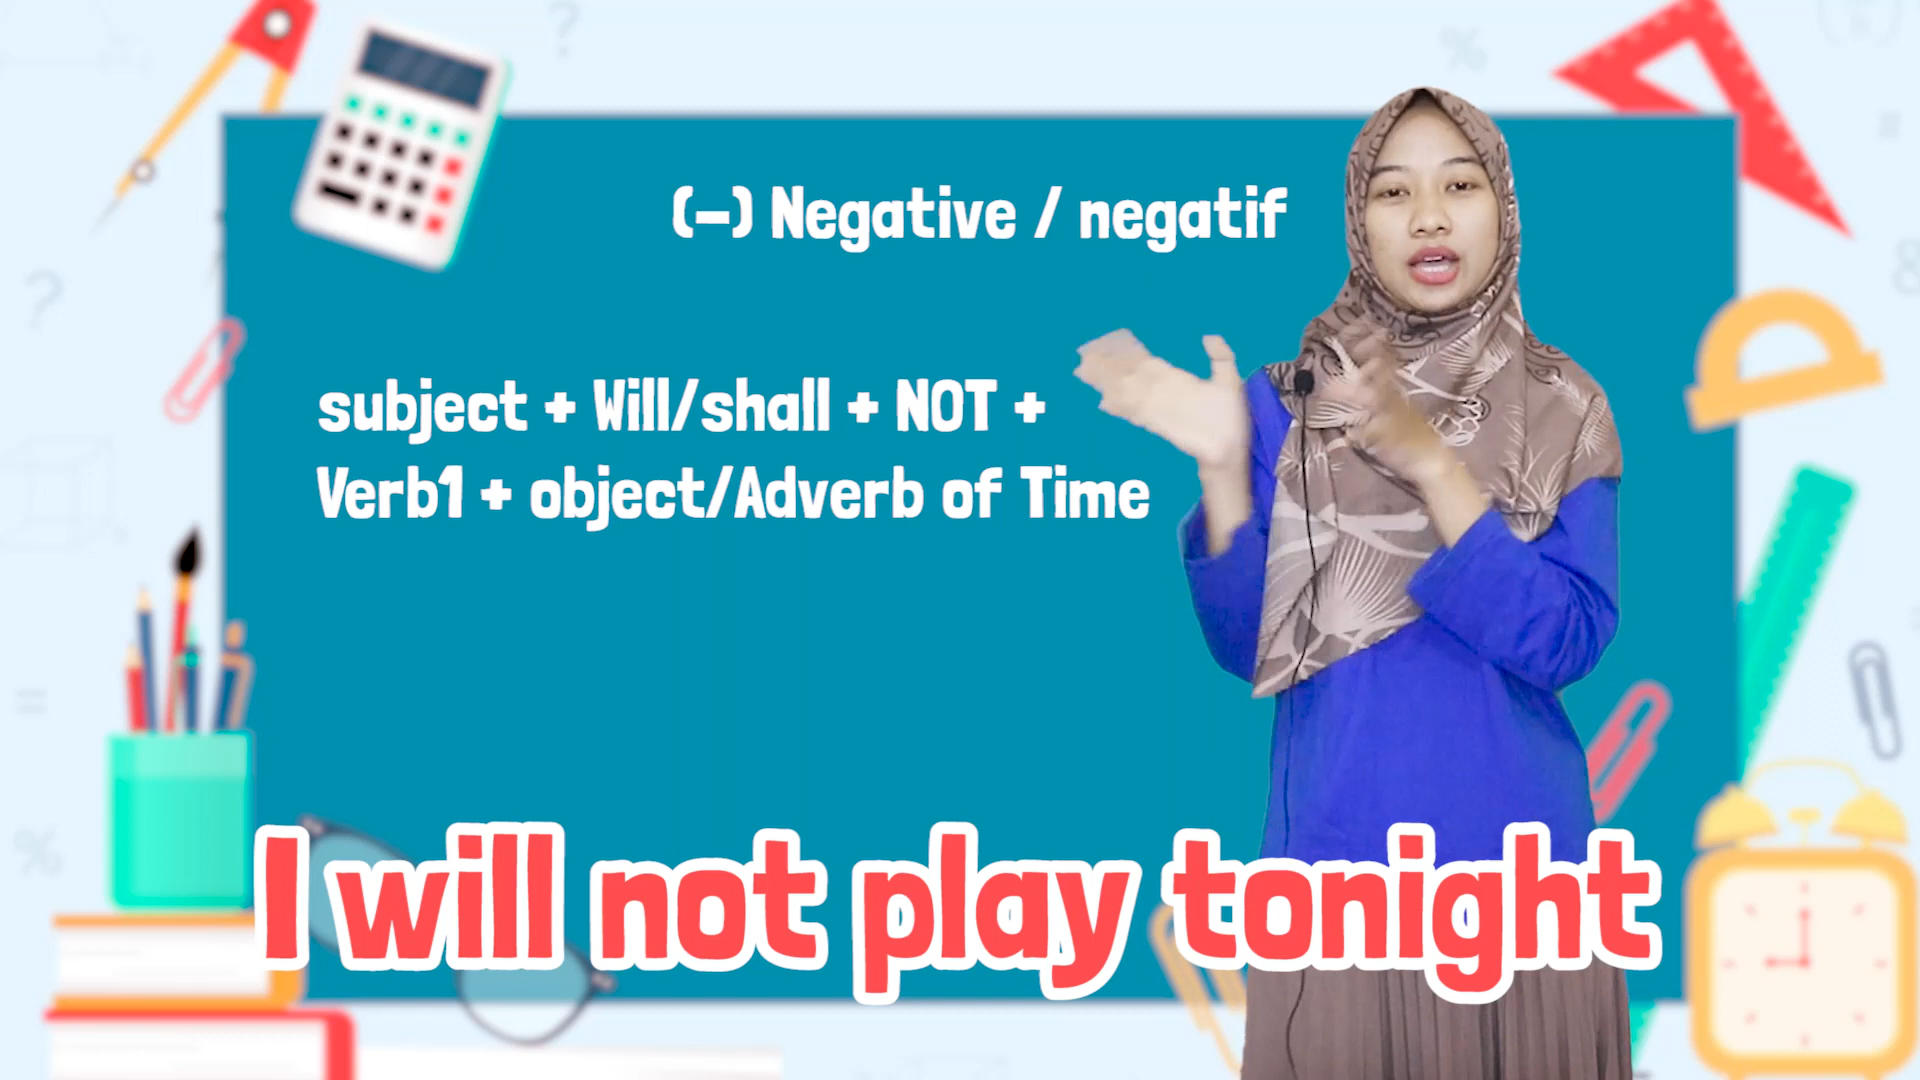 (-) Negative / negatif
subject + Will/shall + NOT +
Verb1 + object/Adverb of Time
I will not play tonight